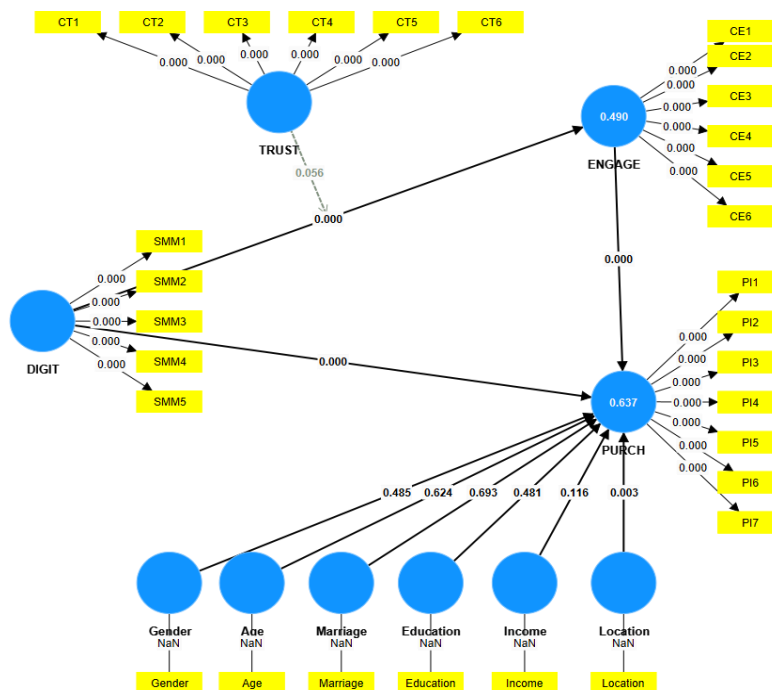 CT1 CT2 CT3 CT4 CT5 CT6
0.000 0.000 0.000 0.000 0.000 0.000
TRUST
0.056
0.000
CE1
CE2
CE3
CE4
CE5
CE6
0.000
0.000
0.000
0.000
0.000
0.000
0.490
ENGAGE
0.000
SMM1
SMM2
SMM3
SMM4
SMM5
0.000
0.000
0.000
0.000
0.000
DIGIT
0.000
PI1
PI2
PI3
PI4
PI5
PI6
PI7
0.000
0.000
0.000
0.000
0.000
0.000
0.000
0.637
PURCH
0.485 0.624 0.693 0.481 0.116 0.003
Gender Age Marriage Education Income Location
NaN NaN NaN NaN NaN NaN
Gender Age Marriage Education Income Location